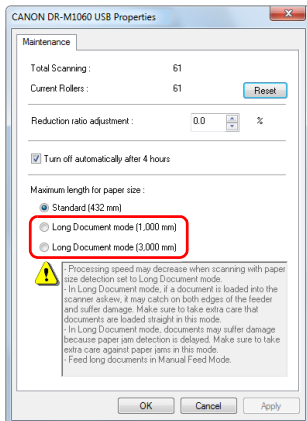 CANON DR-M1060 USB Properties
Maintenance
Total Scanning : 61
Current Rollers : 61 Reset
Reduction ratio adjustment : 0.0 %
Turn off automatically after 4 hours
Maximum length for paper size :
Standard (432 mm)
Long Document mode (1,000 mm)
Long Document mode (3,000 mm)
- Processing speed may decrease when scanning with paper
size detection set to Long Document mode.
- In Long Document mode, if a document is loaded into the
scanner askew, it may catch on both edges of the feeder
and suffer damage. Make sure to take extra care that
documents are loaded straight in this mode.
- In Long Document mode, documents may suffer damage
because paper jam detection is delayed. Make sure to take
extra care against paper jams in this mode.
- Feed long documents in Manual Feed Mode.
OK Cancel Apply